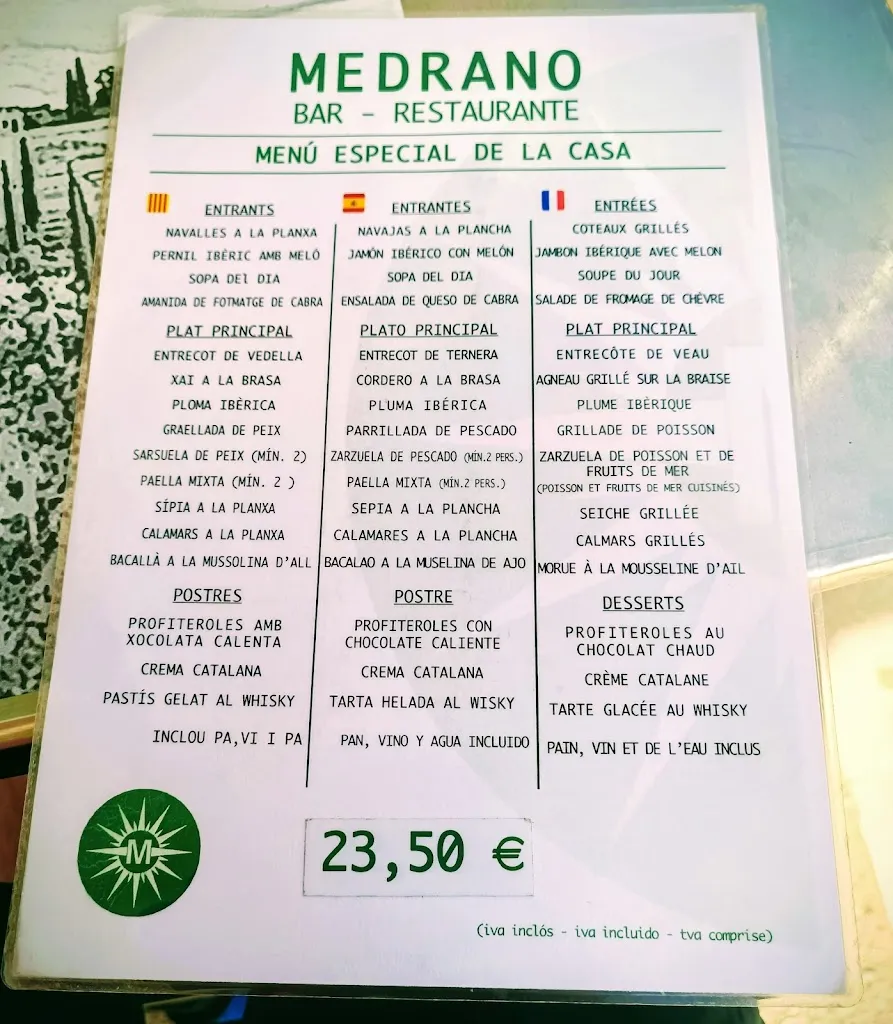 MEDRANO
BAR - RESTAURANTE
MENÚ ESPECIAL DE LA CASA
ENTRANTS
NAVALLES A LA PLANXA
PERNIL IBÈRIC AMB MELÓ
SOPA DEl DIA
AMANIDA DE FOTMATGE DE CABRA
PLAT PRINCIPAL
ENTRECOT DE VEDELLA
XAI A LA BRASA
PLOMA IBÈRICA
GRAELLADA DE PEIX
SARSUELA DE PEIX (MÍN. 2)
PAELLA MIXTA (MÍN. 2 )
SÍPIA A LA PLANXA
CALAMARS A LA PLANXA
BACALLÀ A LA MUSSOLINA D'ALL
POSTRES
PROFITEROLES AMB
XOCOLATA CALENTA
CREMA CATALANA
PASTÍS GELAT AL WHISKY
INCLOU PA,VI I PA
ENTRANTES
NAVAJAS A LA PLANCHA
JAMÓN IBÉRICO CON MELÓN
SOPA DEL DIA
ENSALADA DE QUESO DE CABRA
PLATO PRINCIPAL
ENTRECOT DE TERNERA
CORDERO A LA BRASA
PLUMA IBÉRICA
PARRILLADA DE PESCADO
ZARZUELA DE PESCADO (MÍN.2 PERS.)
PAELLA MIXTA (MÍN.2 PERS.)
SEPIA A LA PLANCHA
CALAMARES A LA PLANCHA
BACALAO A LA MUSELINA DE AJO
POSTRE
PROFITEROLES CON
CHOCOLATE CALIENTE
CREMA CATALANA
TARTA HELADA AL WISKY
PAN, VINO Y AGUA INCLUIDO
ENTRÉES
COTEAUX GRILLÉS
JAMBON IBÉRIQUE AVEC MELON
SOUPE DU JOUR
SALADE DE FROMAGE DE CHÈVRE
PLAT PRINCIPAL
ENTRECÔTE DE VEAU
AGNEAU GRILLÉ SUR LA BRAISE
PLUME IBÈRIQUE
GRILLADE DE POISSON
ZARZUELA DE POISSON ET DE
FRUITS DE MER
(POISSON ET FRUITS DE MER CUISINÉS)
SEICHE GRILLÉE
CALMARS GRILLÉS
MORUE À LA MOUSSELINE D'AIL
DESSERTS
PROFITEROLES AU
CHOCOLAT CHAUD
CRÈME CATALANE
TARTE GLACÉE AU WHISKY
PAIN, VIN ET DE L'EAU INCLUS
M
23,50 €
(iva inclós - iva incluido - tva comprise)